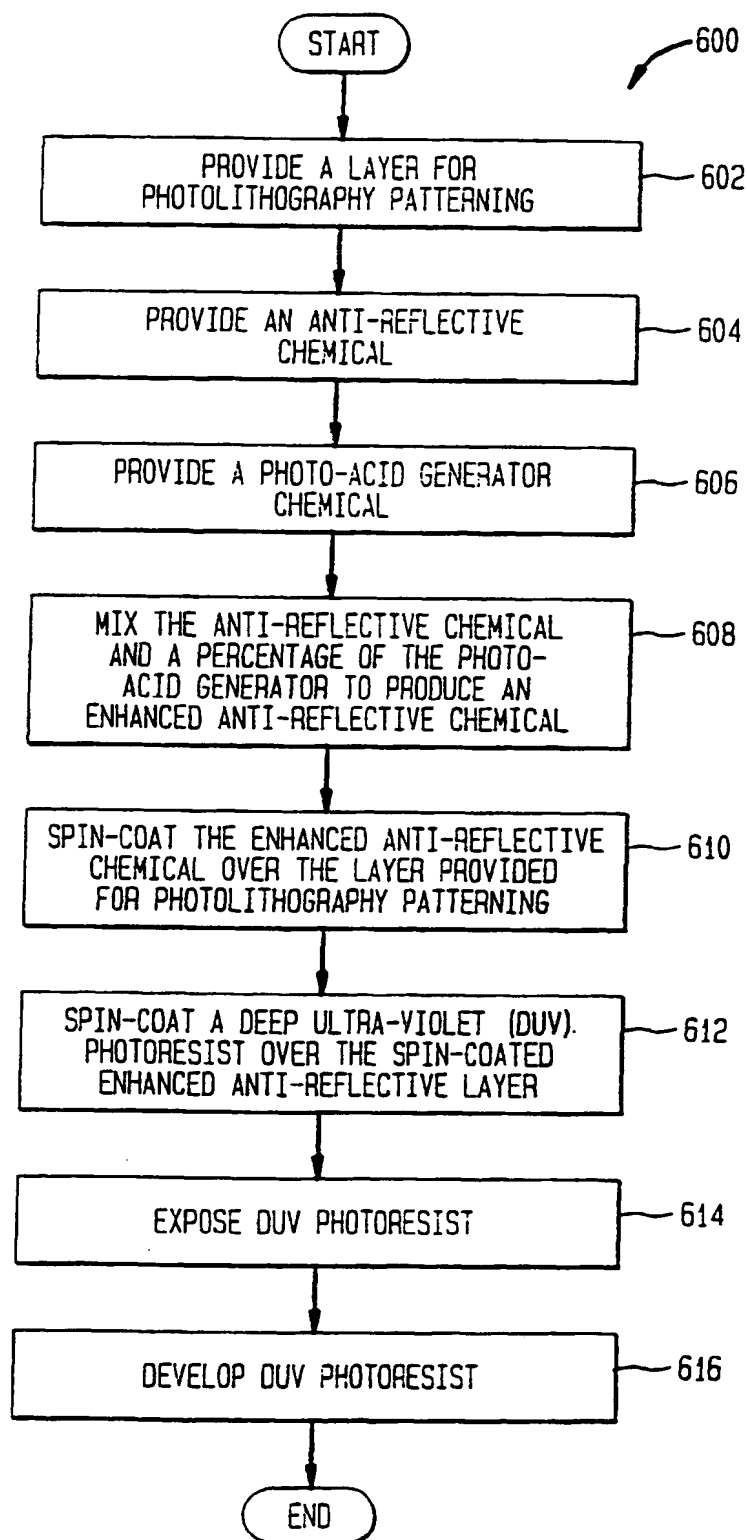 START
600
PROVIDE A LAYER FOR
PHOTOLITHOGRAPHY PATTERNING
602
PROVIDE AN ANTI-REFLECTIVE
CHEMICAL
604
PROVIDE A PHOTO-ACID GENERATOR
CHEMICAL
606
MIX THE ANTI-REFLECTIVE CHEMICAL
AND A PERCENTAGE OF THE PHOTO-
ACID GENERATOR TO PRODUCE AN
ENHANCED ANTI-REFLECTIVE CHEMICAL
608
SPIN-COAT THE ENHANCED ANTI-REFLECTIVE
CHEMICAL OVER THE LAYER PROVIDED
FOR PHOTOLITHOGRAPHY PATTERNING
610
SPIN-COAT A DEEP ULTRA-VIOLET (DUV).
PHOTORESIST OVER THE SPIN-COATED
ENHANCED ANTI-REFLECTIVE LAYER
612
EXPOSE DUV PHOTORESIST
614
DEVELOP DUV PHOTORESIST
616
END